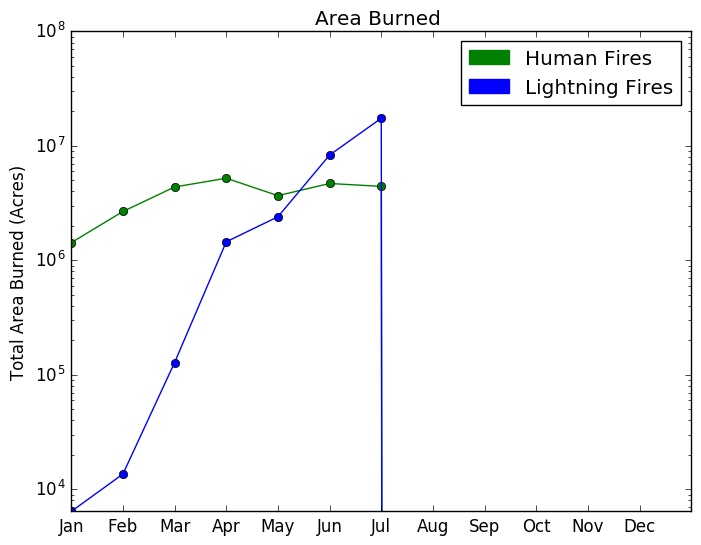 Area Burned
Human Fires
Lightning Fires
Total Area Burned (Acres)
10^8
10^7
10^6
10^5
10^4
Jan Feb Mar Apr May Jun Jul Aug Sep Oct Nov Dec